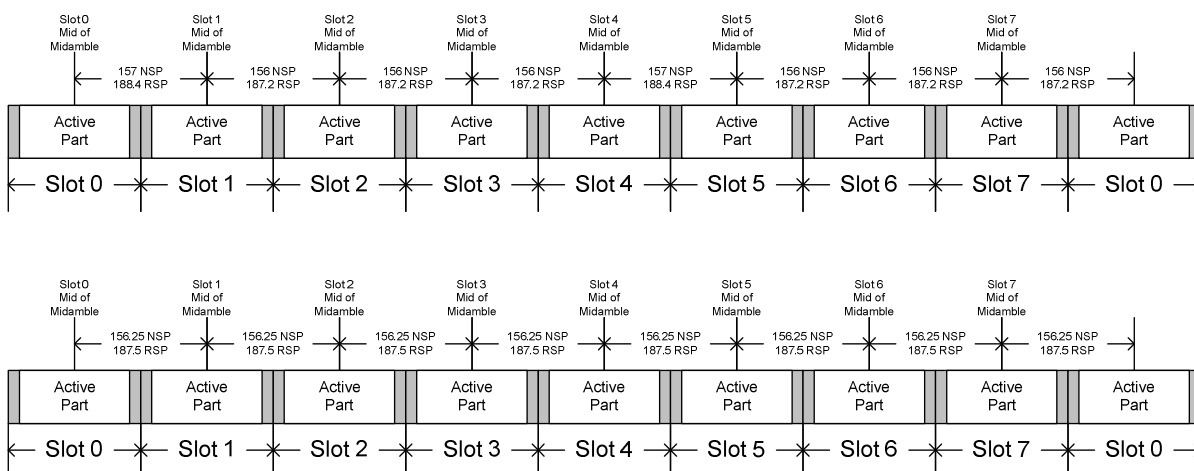 Slot 0 Slot 1 Slot 2 Slot 3 Slot 4 Slot 5 Slot 6 Slot 7
Mid of Mid of Mid of Mid of Mid of Mid of Mid of Mid of
Midamble Midamble Midamble Midamble Midamble Midamble Midamble Midamble
157 NSP 156 NSP 156 NSP 156 NSP 157 NSP 156 NSP 156 NSP 156 NSP
188.4 RSP 187.2 RSP 187.2 RSP 187.2 RSP 188.4 RSP 187.2 RSP 187.2 RSP 187.2 RSP
Active Active Active Active Active Active Active Active Active
Part Part Part Part Part Part Part Part Part
Slot 0 Slot 1 Slot 2 Slot 3 Slot 4 Slot 5 Slot 6 Slot 7 Slot 0
Slot 0 Slot 1 Slot 2 Slot 3 Slot 4 Slot 5 Slot 6 Slot 7
Mid of Mid of Mid of Mid of Mid of Mid of Mid of Mid of
Midamble Midamble Midamble Midamble Midamble Midamble Midamble Midamble
156.25 NSP 156.25 NSP 156.25 NSP 156.25 NSP 156.25 NSP 156.25 NSP 156.25 NSP 156.25 NSP
187.5 RSP 187.5 RSP 187.5 RSP 187.5 RSP 187.5 RSP 187.5 RSP 187.5 RSP 187.5 RSP
Active Active Active Active Active Active Active Active Active
Part Part Part Part Part Part Part Part Part
Slot 0 Slot 1 Slot 2 Slot 3 Slot 4 Slot 5 Slot 6 Slot 7 Slot 0